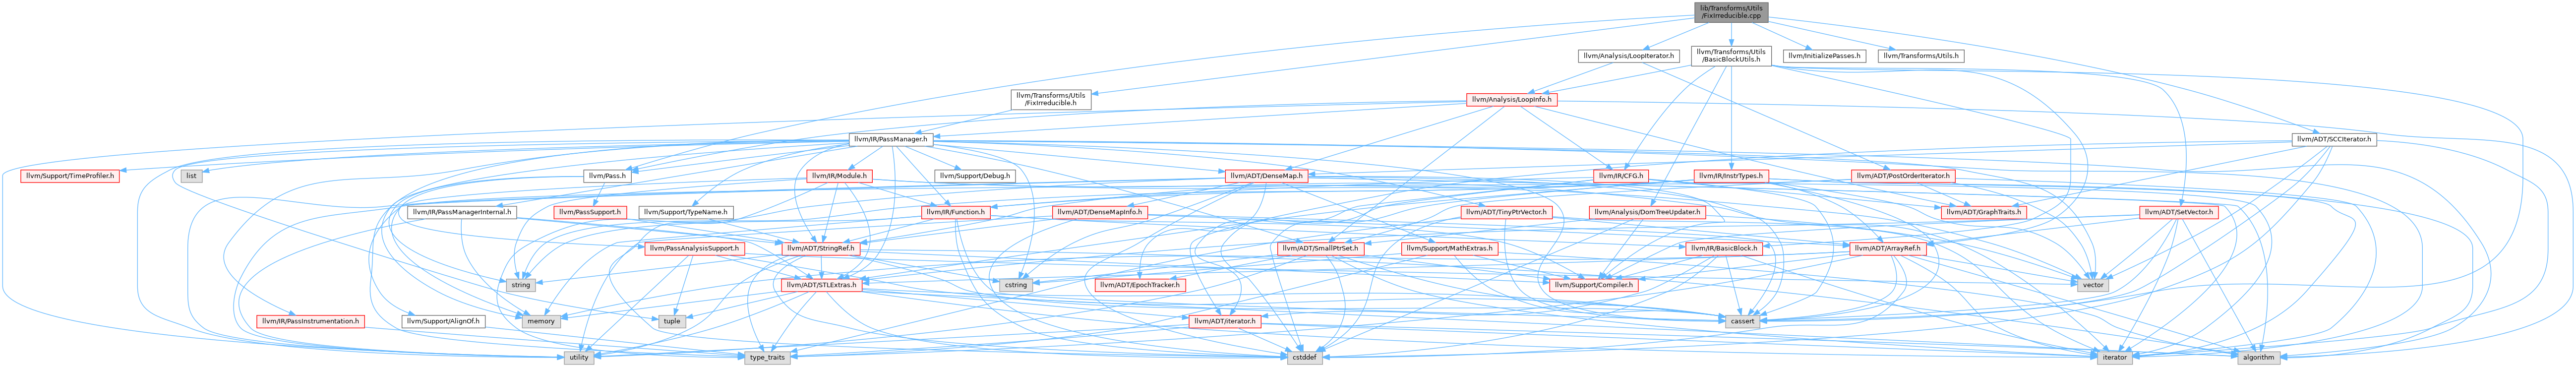 lib/Transforms/Utils
/FixIrreducible.cpp
llvm/Analysis/LoopIterator.h
llvm/Transforms/Utils
/BasicBlockUtils.h
llvm/InitializePasses.h
llvm/Transforms/Utils.h
llvm/Transforms/Utils
/FixIrreducible.h
llvm/Analysis/LoopInfo.h
llvm/IR/PassManager.h
llvm/ADT/SCCIterator.h
llvm/Support/TimeProfiler.h
list
llvm/Pass.h
llvm/IR/Module.h
llvm/Support/Debug.h
llvm/ADT/DenseMap.h
llvm/IR/CFG.h
llvm/IR/InstrTypes.h
llvm/ADT/PostOrderIterator.h
llvm/IR/PassManagerInternal.h
llvm/PassSupport.h
llvm/Support/TypeName.h
llvm/IR/Function.h
llvm/ADT/DenseMapInfo.h
llvm/ADT/TinyPtrVector.h
llvm/Analysis/DomTreeUpdater.h
llvm/ADT/GraphTraits.h
llvm/ADT/SetVector.h
llvm/PassAnalysisSupport.h
llvm/ADT/StringRef.h
llvm/ADT/SmallPtrSet.h
llvm/Support/MathExtras.h
llvm/IR/BasicBlock.h
llvm/ADT/ArrayRef.h
string
llvm/ADT/STLExtras.h
cstring
llvm/ADT/EpochTracker.h
llvm/Support/Compiler.h
vector
llvm/IR/PassInstrumentation.h
llvm/Support/AlignOf.h
memory
tuple
llvm/ADT/iterator.h
cassert
utility
type_traits
cstddef
iterator
algorithm